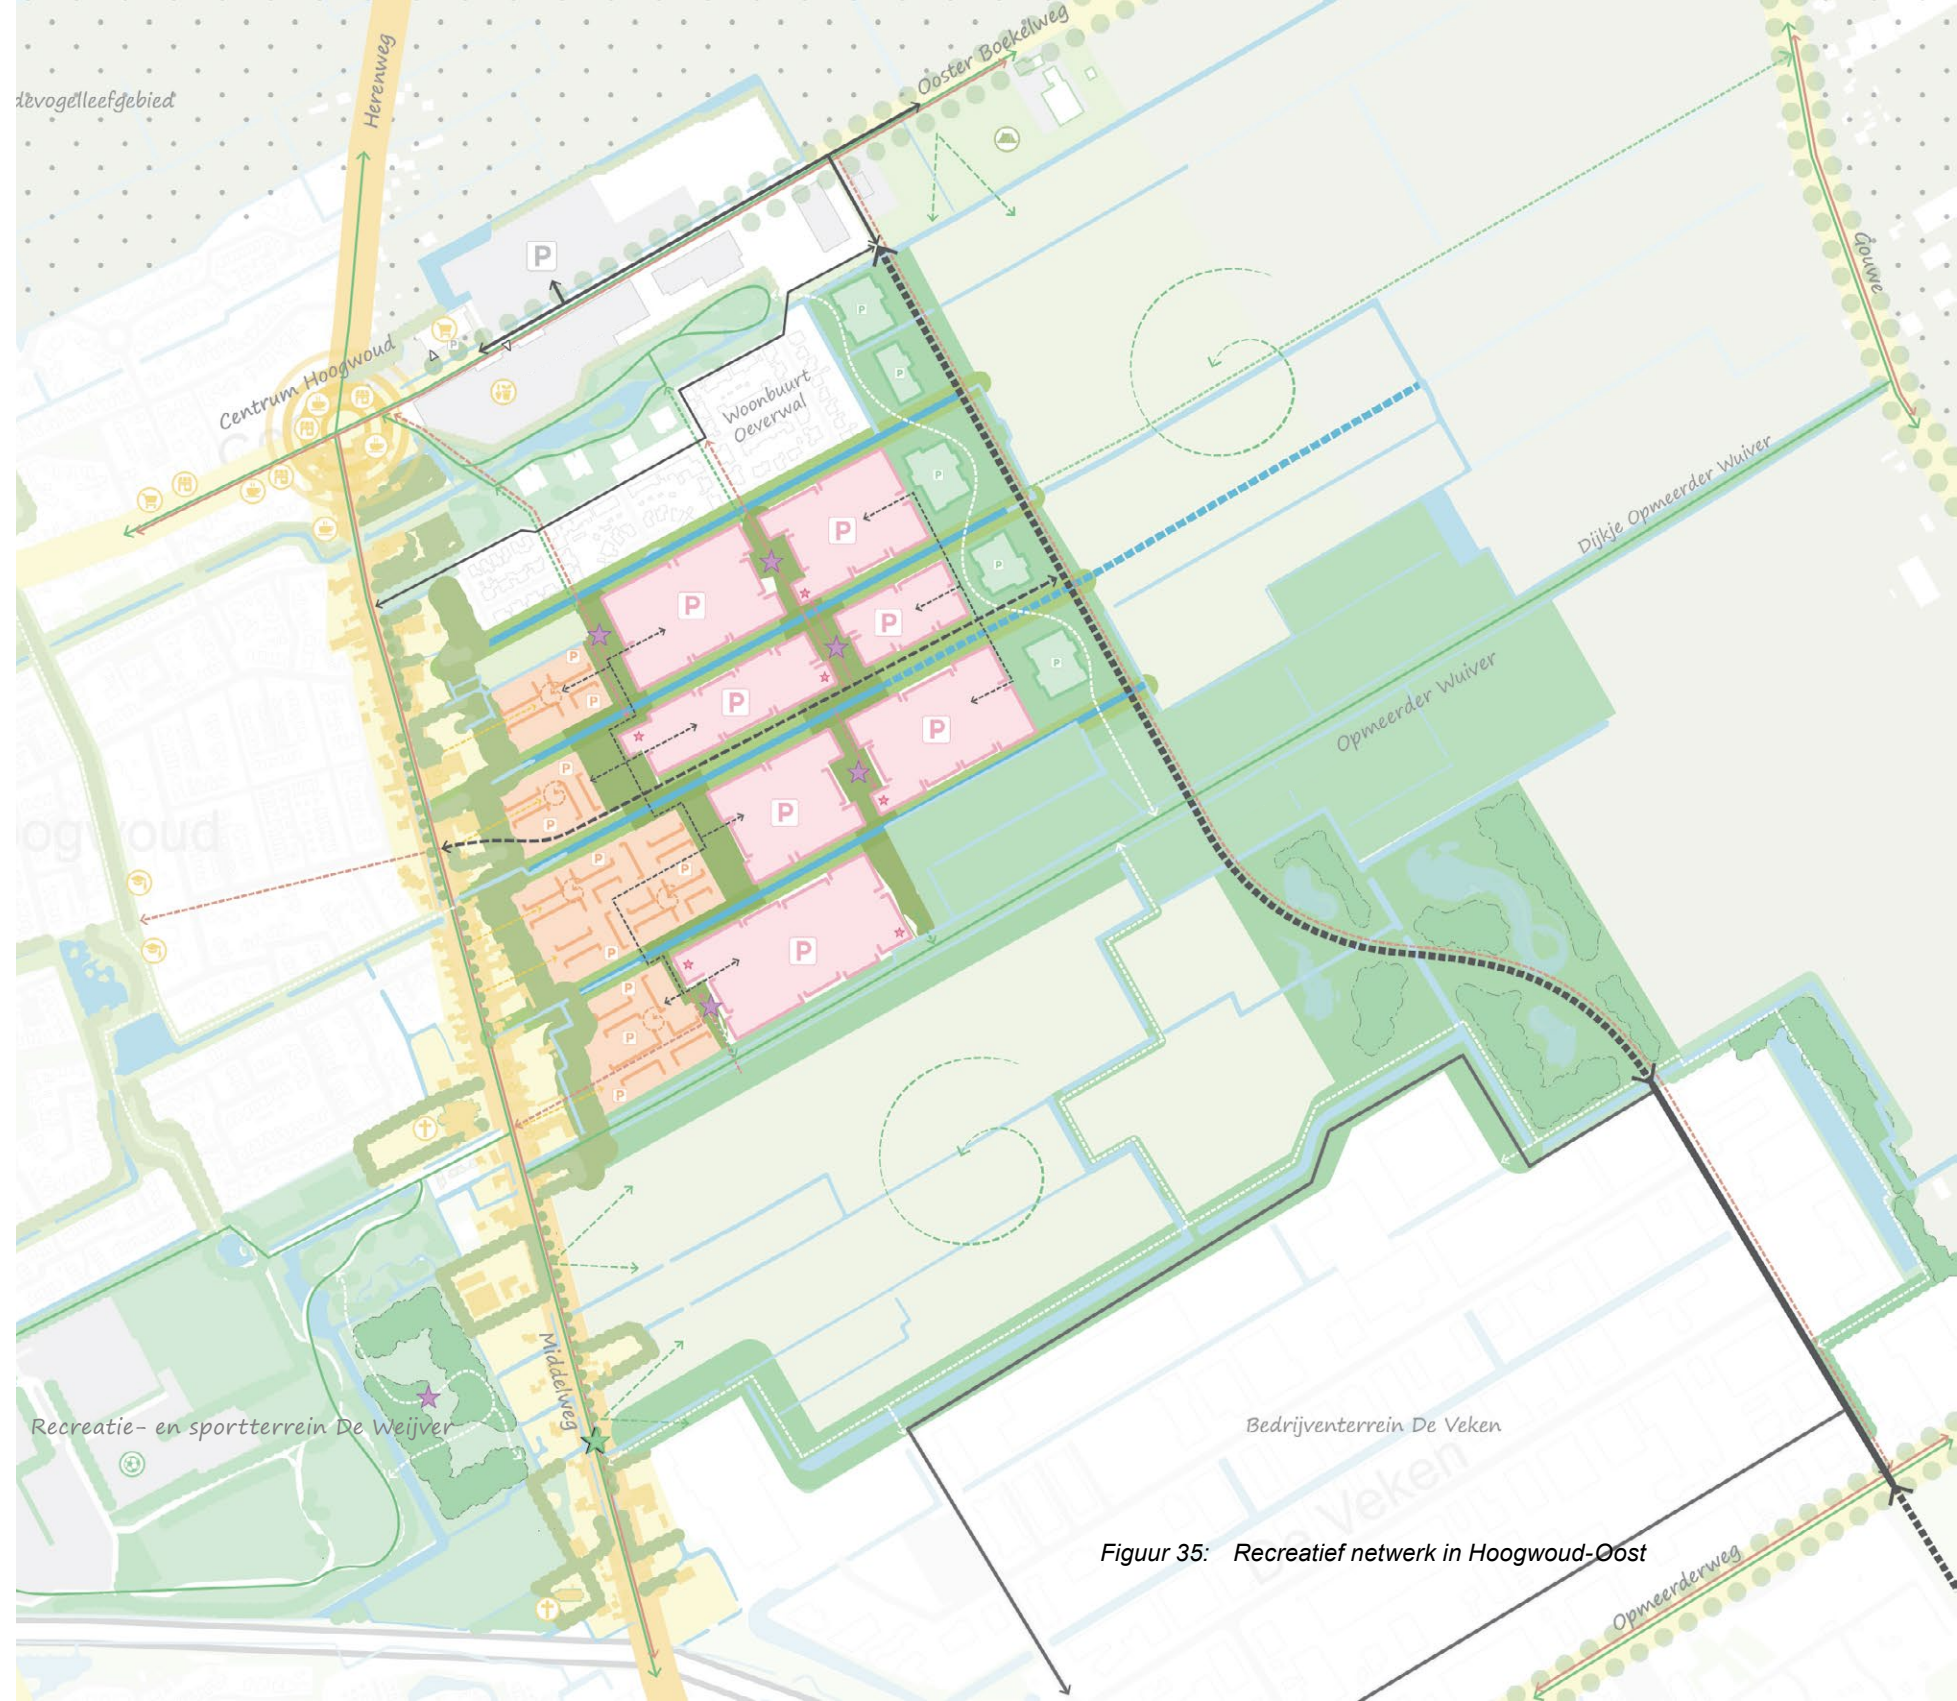 Herenweg
Ooster Boekelweg
devogelleefgebied
Gouwe
P
Centrum Hoogwoud
P
P
P
Woonbuurt
Oeverwal
P
P
P
Dijkje Opmeerder Wuiver
P
P
P
P
P
P
P
Opmeerder Wuiver
P
P
P
oogwoud
P
P
P
P
P
P
P
P
P
Middelweg
Recreatie- en sportterrein De Weijver
Bedrijventerrein De Veken
De Veken
Figuur 35: Recreatief netwerk in Hoogwoud-Oost
Opmeerderweg